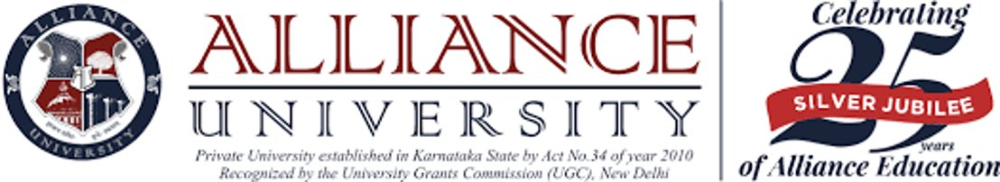 ALLIANCE
UNIVERSITY
ALLIANCE
UNIVERSITY
Private University established in Karnataka State by Act No.34 of year 2010
Recognized by the University Grants Commission (UGC), New Delhi
Celebrating
25
SILVER JUBILEE
years
of Alliance Education